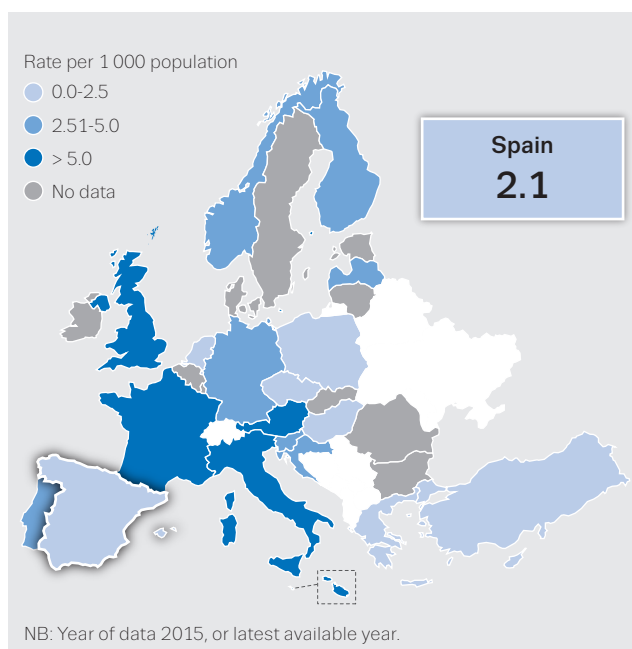 Rate per 1 000 population
0.0-2.5
2.51-5.0
> 5.0
No data
Spain
2.1
NB: Year of data 2015, or latest available year.